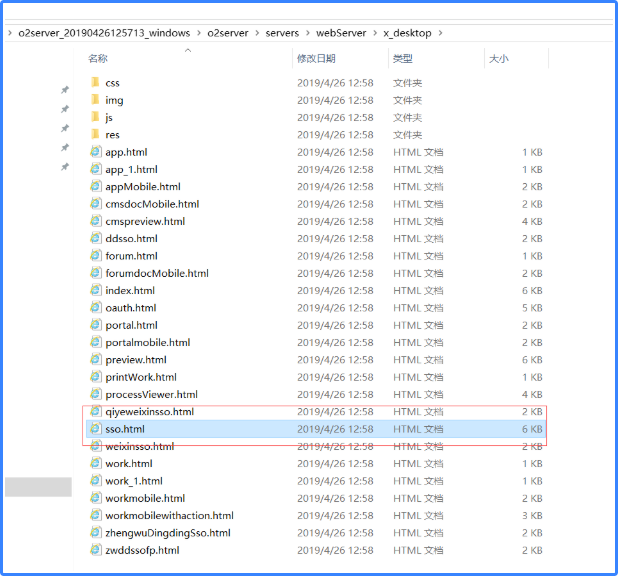 o2server_20190426125713_windows > o2server > servers > webServer > x_desktop >
名称 修改日期 类型 大小
css 2019/4/26 12:58 文件夹
img 2019/4/26 12:58 文件夹
js 2019/4/26 12:58 文件夹
res 2019/4/26 12:58 文件夹
app.html 2019/4/26 12:58 HTML 文档 1 KB
app_1.html 2019/4/26 12:58 HTML 文档 1 KB
appMobile.html 2019/4/26 12:58 HTML 文档 2 KB
cmsdocMobile.html 2019/4/26 12:58 HTML 文档 2 KB
cmspreview.html 2019/4/26 12:58 HTML 文档 4 KB
ddsso.html 2019/4/26 12:58 HTML 文档 2 KB
forum.html 2019/4/26 12:58 HTML 文档 1 KB
forumdocMobile.html 2019/4/26 12:58 HTML 文档 2 KB
index.html 2019/4/26 12:58 HTML 文档 6 KB
oauth.html 2019/4/26 12:58 HTML 文档 5 KB
portal.html 2019/4/26 12:58 HTML 文档 2 KB
portalmobile.html 2019/4/26 12:58 HTML 文档 2 KB
preview.html 2019/4/26 12:58 HTML 文档 6 KB
printWork.html 2019/4/26 12:58 HTML 文档 1 KB
processViewer.html 2019/4/26 12:58 HTML 文档 4 KB
qiyeweixinsso.html 2019/4/26 12:58 HTML 文档 2 KB
sso.html 2019/4/26 12:58 HTML 文档 6 KB
weixinsso.html 2019/4/26 12:58 HTML 文档 2 KB
work.html 2019/4/26 12:58 HTML 文档 1 KB
work_1.html 2019/4/26 12:58 HTML 文档 1 KB
workmobile.html 2019/4/26 12:58 HTML 文档 2 KB
workmobilewithaction.html 2019/4/26 12:58 HTML 文档 3 KB
zhengwuDingdingSso.html 2019/4/26 12:58 HTML 文档 2 KB
zwddssofp.html 2019/4/26 12:58 HTML 文档 2 KB